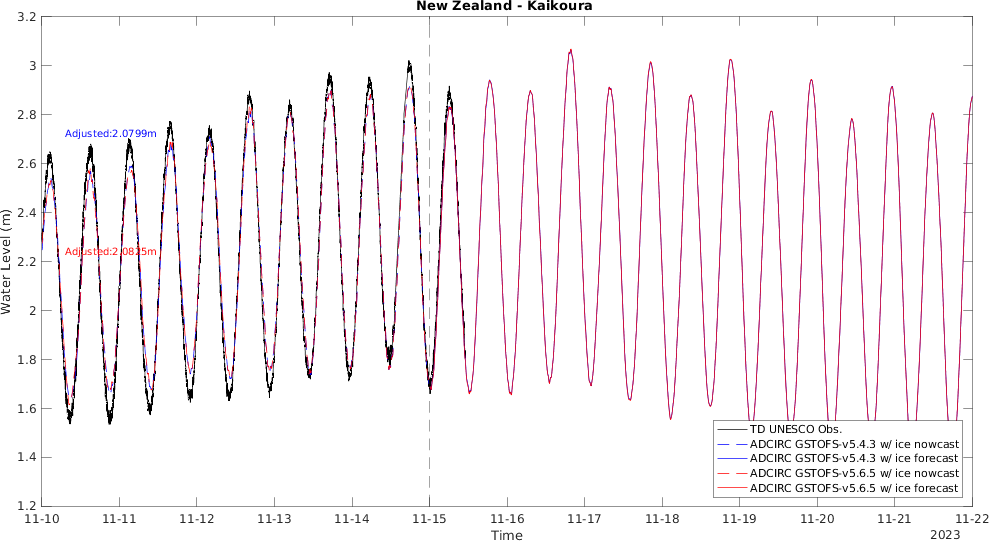 New Zealand - Kaikoura
3.2
3
2.8
2.6
2.4
2.2
2
1.8
1.6
1.4
1.2
Water Level (m)
Adjusted:2.0799m
Adjusted:2.0825m
TD UNESCO Obs.
ADCIRC GSTOFS-v5.4.3 w/ ice nowcast
ADCIRC GSTOFS-v5.4.3 w/ ice forecast
ADCIRC GSTOFS-v5.6.5 w/ ice nowcast
ADCIRC GSTOFS-v5.6.5 w/ ice forecast
11-10 11-11 11-12 11-13 11-14 11-15 11-16 11-17 11-18 11-19 11-20 11-21 11-22
Time
2023